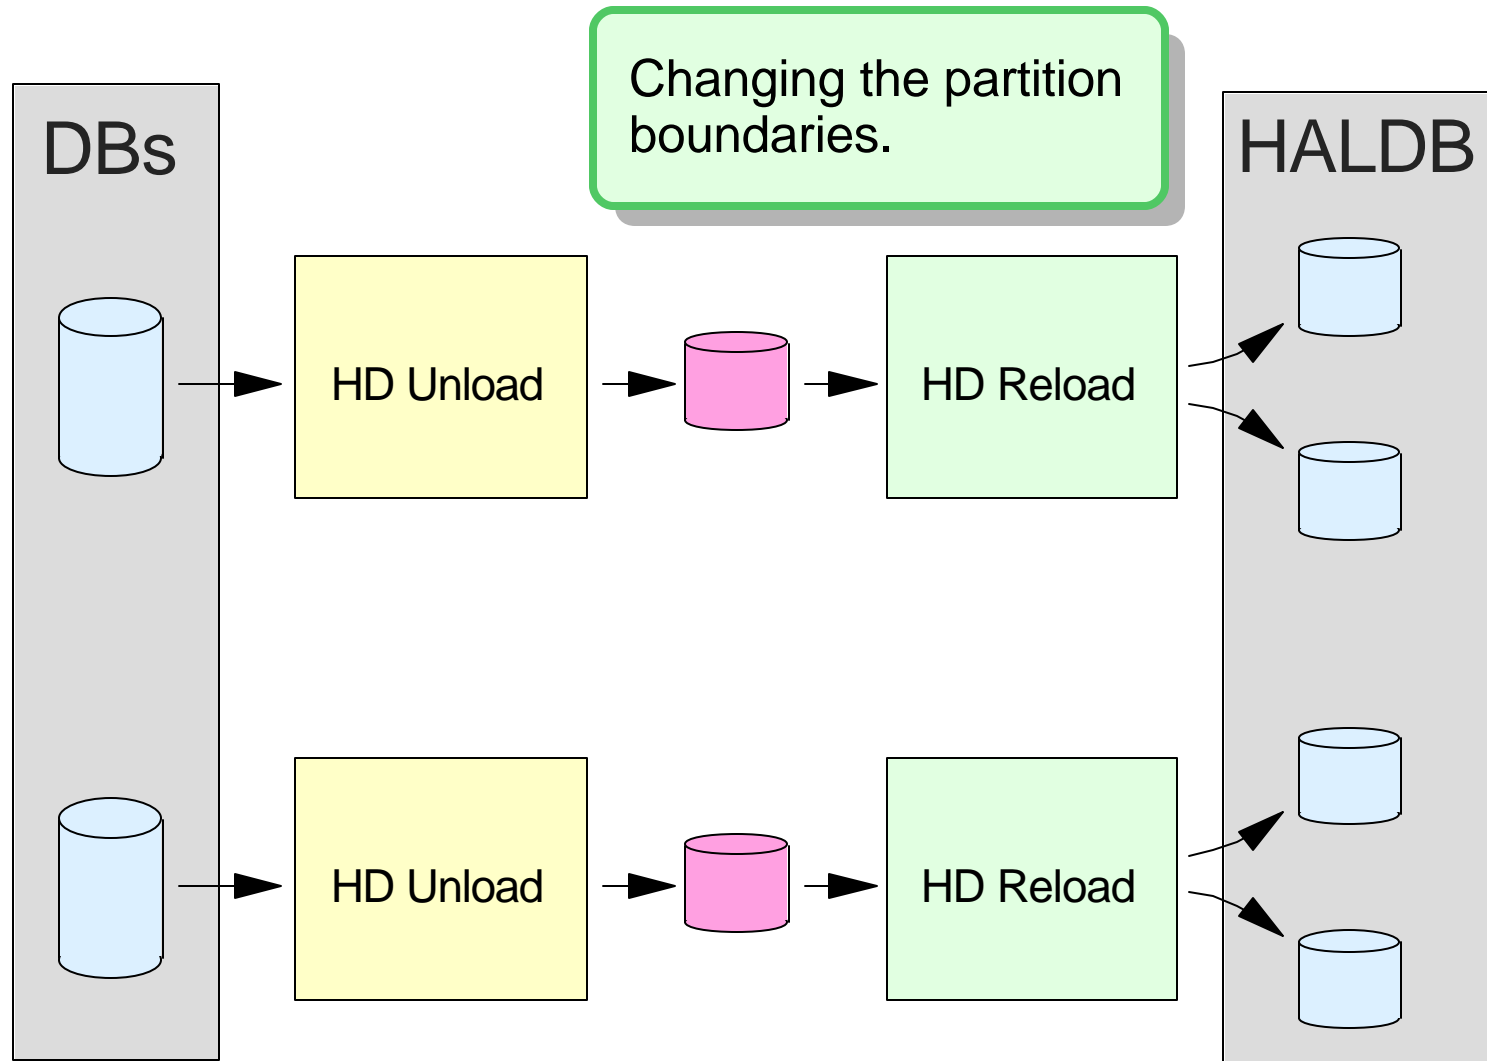 Changing the partition
boundaries.
DBs
HALDB
HD Unload
HD Reload
HD Unload
HD Reload